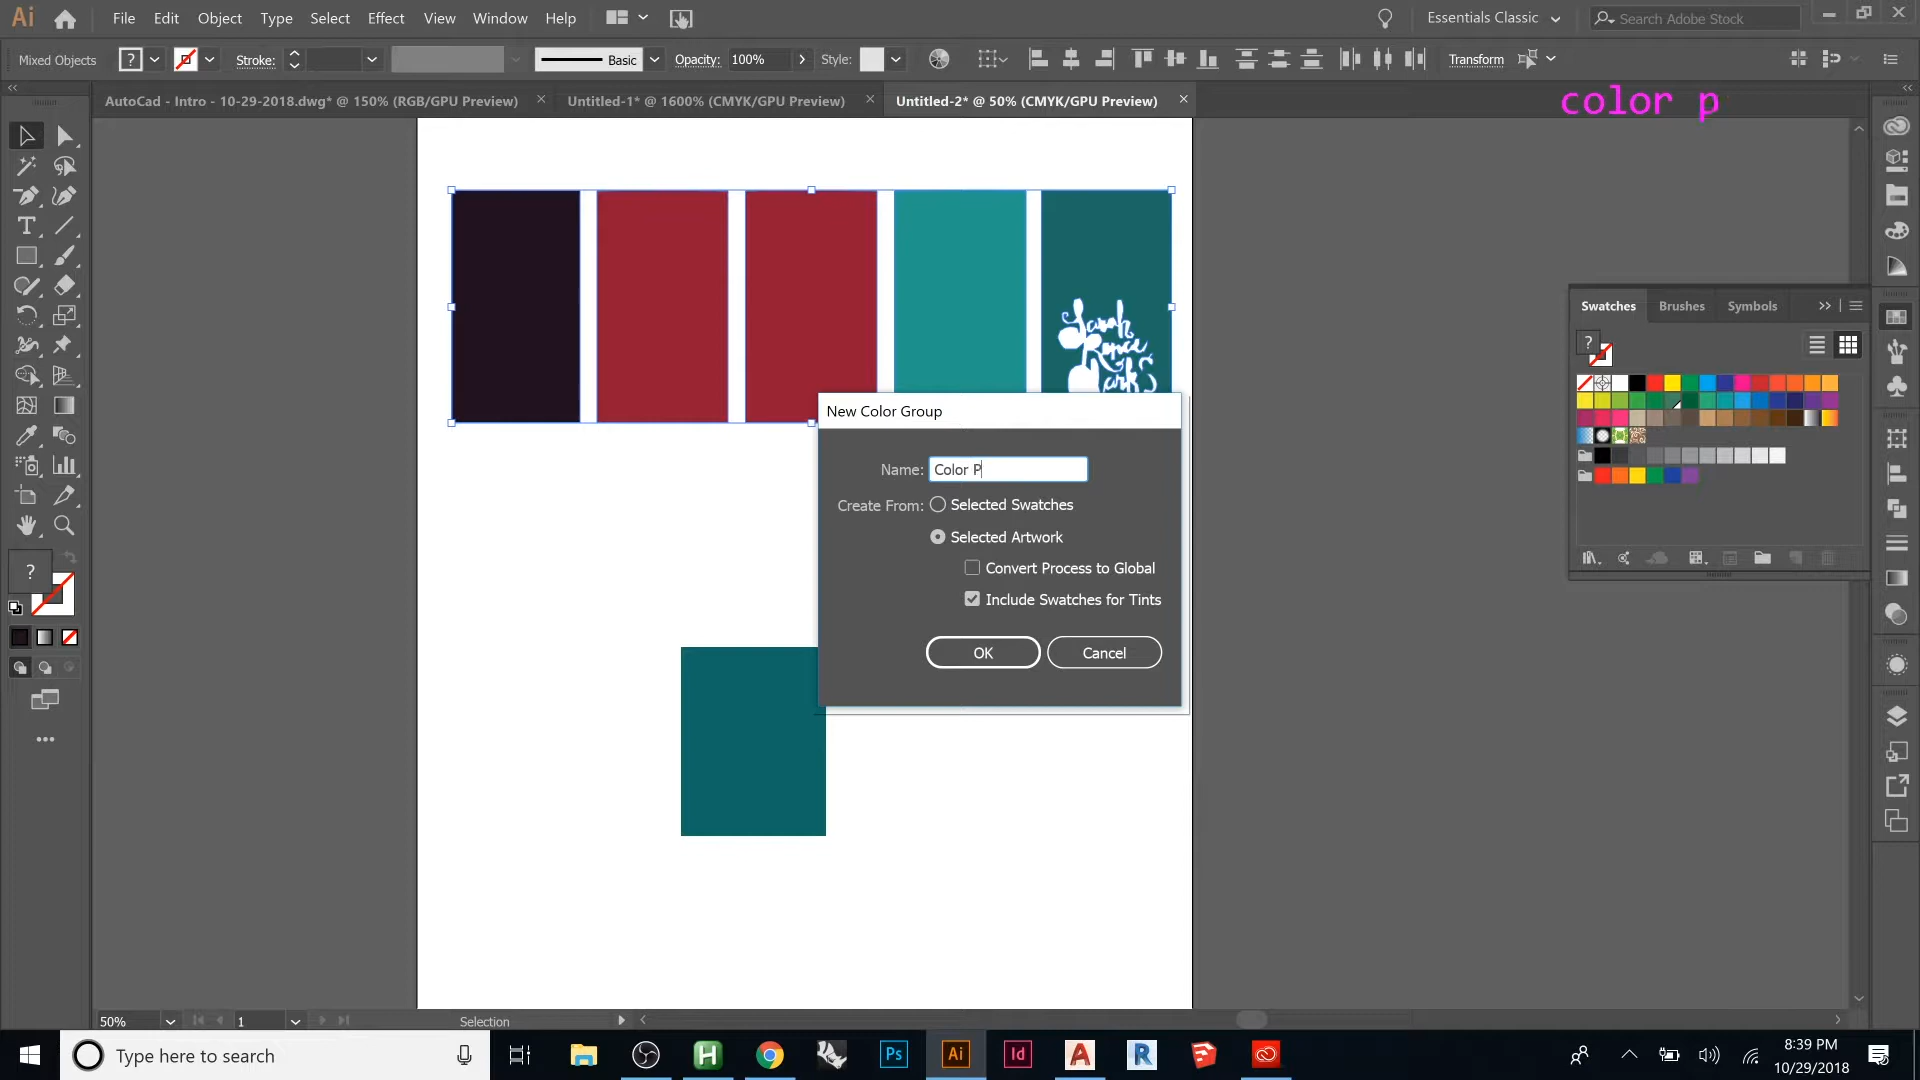 Ai File Edit Object Type Select Effect View Window Help Essentials Classic Search Adobe Stock
Mixed Objects ? Stroke: Basic Opacity: 100% Style: Transform
AutoCad - Intro - 10-29-2018.dwg* @ 150% (RGB/GPU Preview) Untitled-1* @ 1600% (CMYK/GPU Preview) Untitled-2* @ 50% (CMYK/GPU Preview)
color p
Swatches Brushes Symbols
?
Sarah
New Color Group
Name: Color P
Create From: Selected Swatches
Selected Artwork
Convert Process to Global
Include Swatches for Tints
OK Cancel
?
50% 1 Selection
Type here to search
H Ps Ai Id A R
8:39 PM
10/29/2018